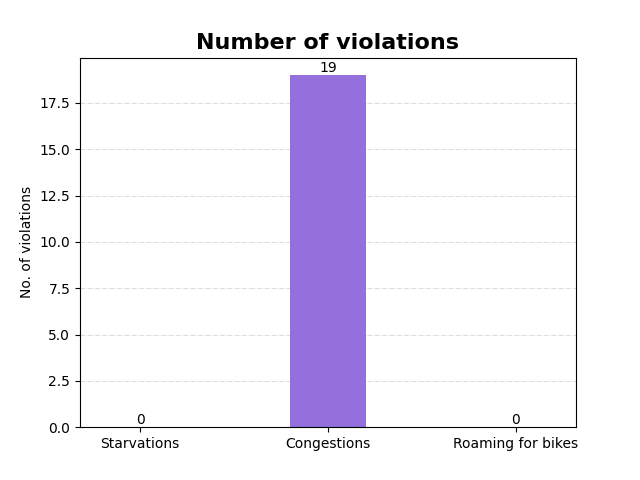 Number of violations
19
17.5
15.0
12.5
10.0
7.5
5.0
2.5
0.0
No. of violations
0
0
Starvations
Congestions
Roaming for bikes